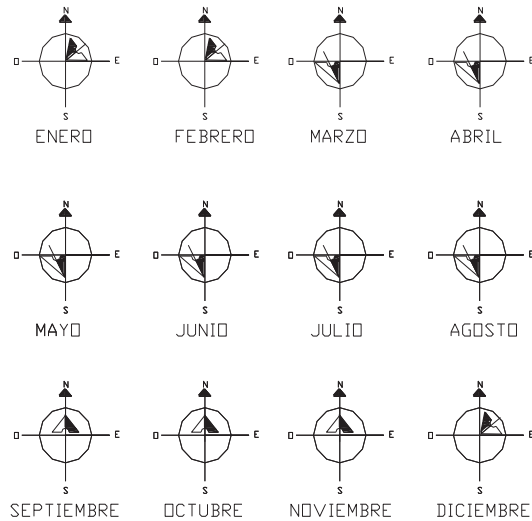 N N N N
O E O E O E O E
S S S S
ENERO FEBRERO MARZO ABRIL
N N N N
O E O E O E O E
S S S S
MAYO JUNIO JULIO AGOSTO
N N N N
O E O E O E O E
S S S S
SEPTIEMBRE OCTUBRE NOVIEMBRE DICIEMBRE